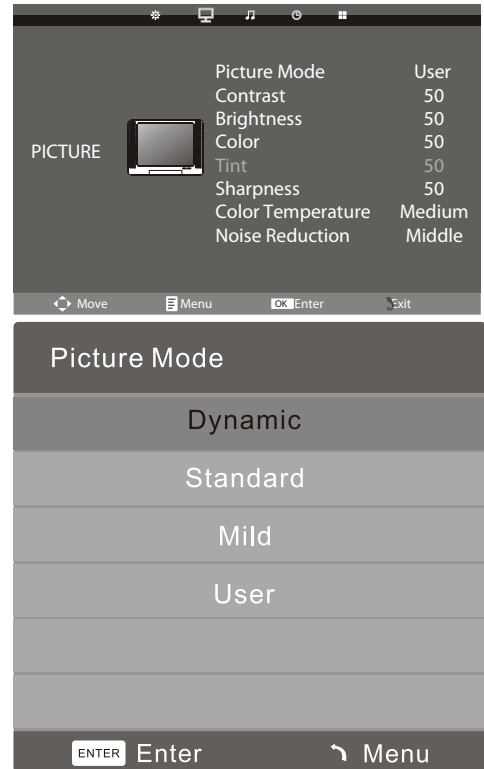 Picture Mode User
Contrast 50
Brightness 50
PICTURE
Color 50
Tint 50
Sharpness 50
Color Temperature Medium
Noise Reduction Middle
Move Menu OK Enter Exit
Picture Mode
Dynamic
Standard
Mild
User
ENTER Enter Menu